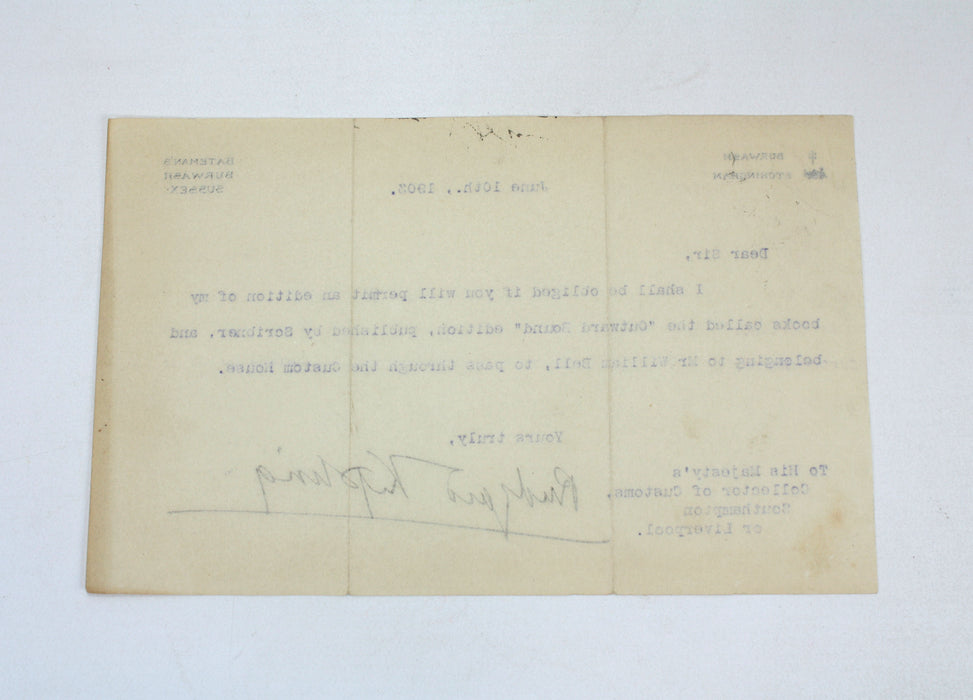 BURWASH
ETCHINGHAM
BATEMAN'S
BURWASH
SUSSEX.
June 10th., 1903.
Dear Sir,
I shall be obliged if you will permit an edition of my
books called the "Outward Bound" edition, published by Scribner, and
belonging to Mr William Bell, to pass through the Custom House.
Yours truly,
Rudyard Kipling
To His Majesty's
Collector of Customs,
Southampton
or Liverpool.